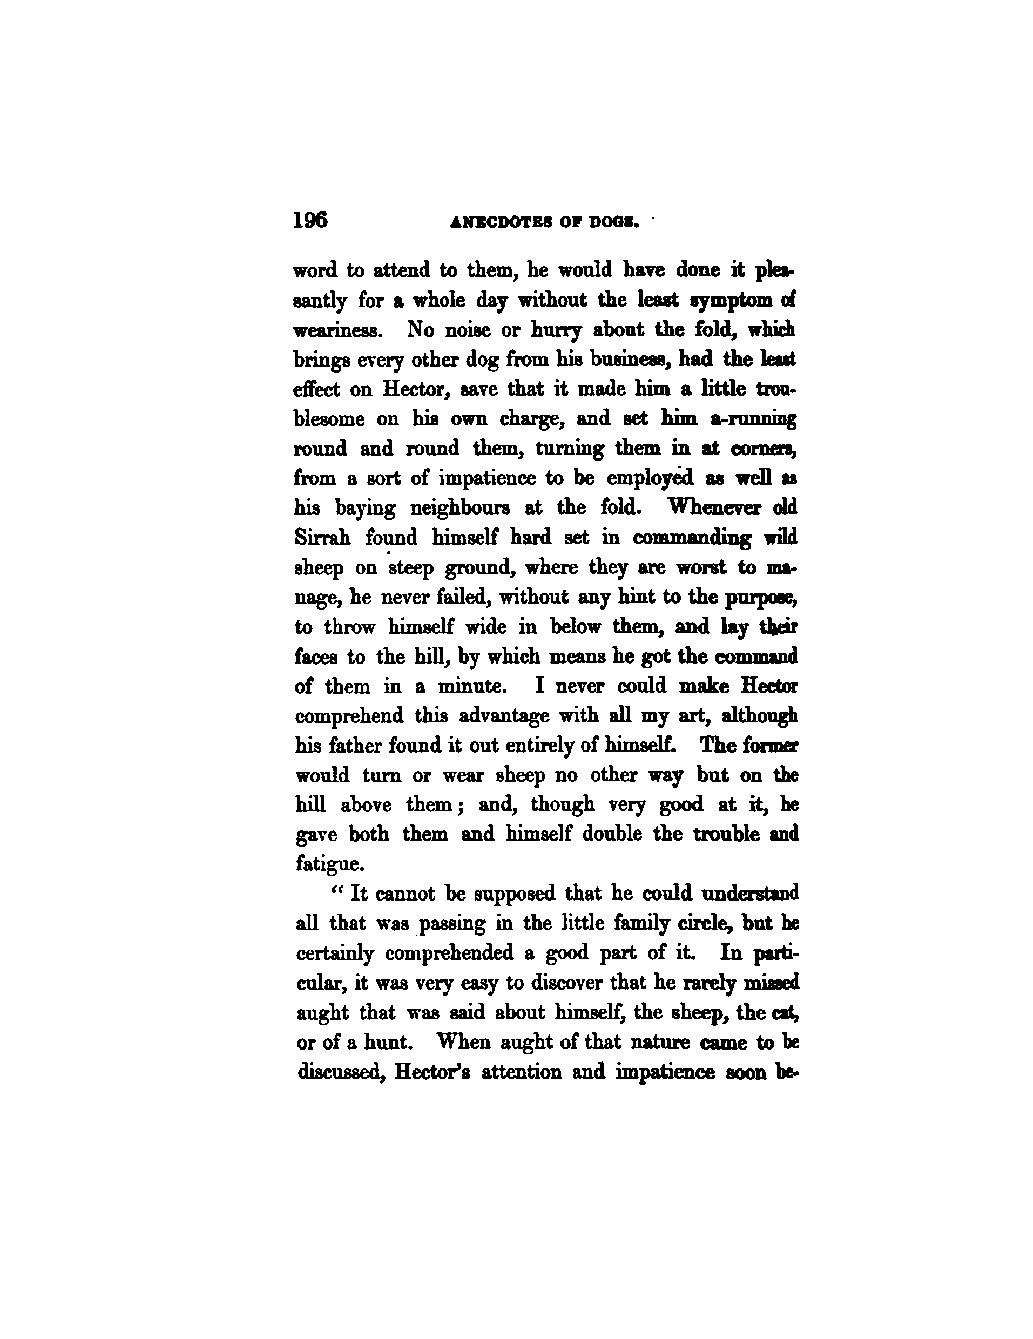 196 ANECDOTES OF DOGS.
word to attend to them, he would have done it plea-
santly for a whole day without the least symptom of
weariness. No noise or hurry about the fold, which
brings every other dog from his business, had the least
effect on Hector, save that it made him a little trou-
blesome on his own charge, and set him a-running
round and round them, turning them in at corners,
from a sort of impatience to be employed as well as
his baying neighbours at the fold. Whenever old
Sirrah found himself hard set in commanding wild
sheep on steep ground, where they are worst to ma-
nage, he never failed, without any hint to the purpose,
to throw himself wide in below them, and lay their
faces to the hill, by which means he got the command
of them in a minute. I never could make Hector
comprehend this advantage with all my art, although
his father found it out entirely of himself. The former
would turn or wear sheep no other way but on the
hill above them; and, though very good at it, he
gave both them and himself double the trouble and
fatigue.
“ It cannot be supposed that he could understand
all that was passing in the little family circle, but he
certainly comprehended a good part of it. In parti-
cular, it was very easy to discover that he rarely missed
aught that was said about himself, the sheep, the cat,
or of a hunt. When aught of that nature came to be
discussed, Hector's attention and impatience soon be-